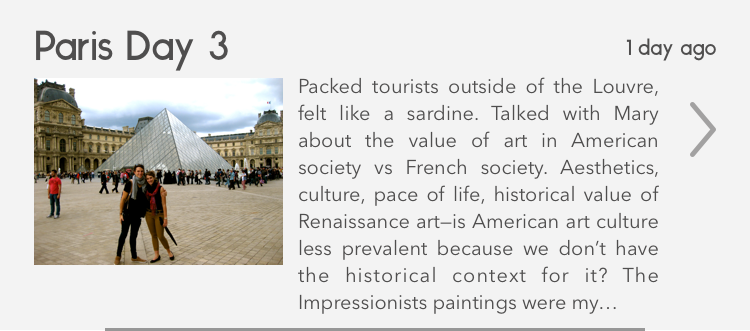 Paris Day 3
1 day ago
Packed tourists outside of the Louvre,
felt like a sardine. Talked with Mary
about the value of art in American
society vs French society. Aesthetics,
culture, pace of life, historical value of
Renaissance art—is American art culture
less prevalent because we don’t have
the historical context for it? The
Impressionists paintings were my…